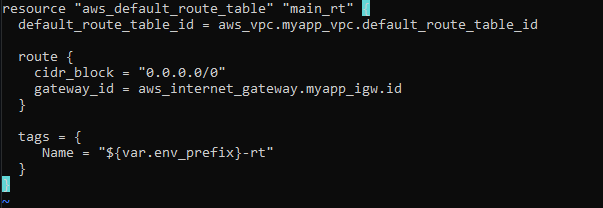 resource "aws_default_route_table" "main_rt" {
  default_route_table_id = aws_vpc.myapp_vpc.default_route_table_id

  route {
    cidr_block = "0.0.0.0/0"
    gateway_id = aws_internet_gateway.myapp_igw.id
  }

  tags = {
     Name = "${var.env_prefix}-rt"
  }
}
~